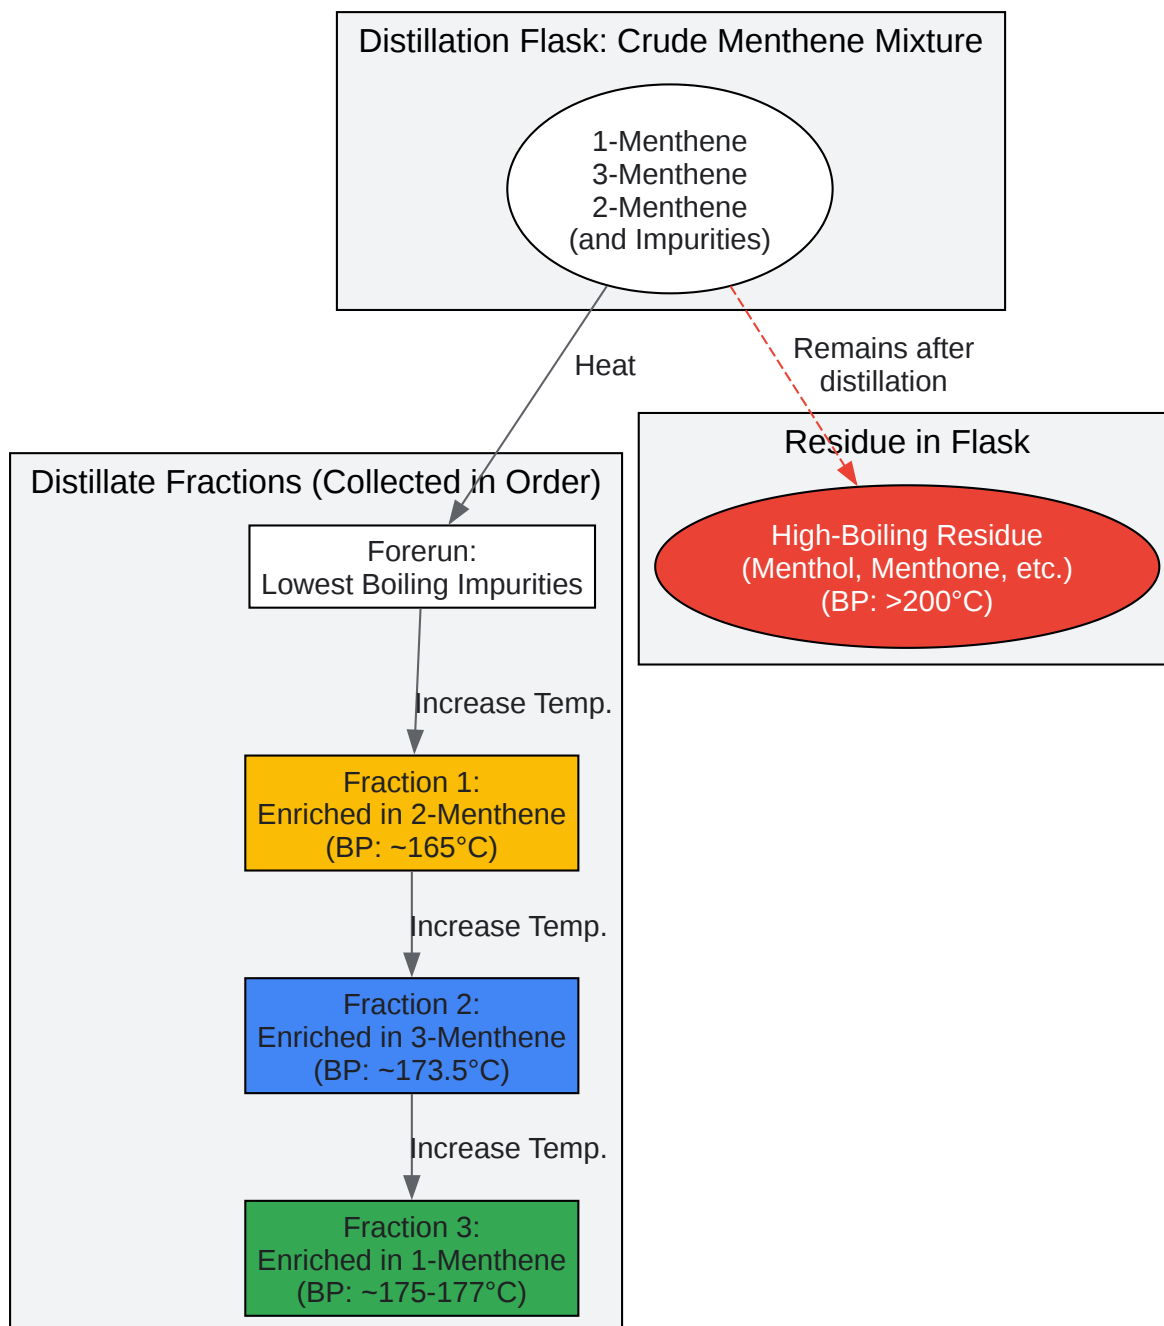 Distillation Flask: Crude Menthene Mixture
1-Menthene
3-Menthene
2-Menthene
(and Impurities)
Heat
Remains after
distillation
Residue in Flask
High-Boiling Residue
(Menthol, Menthone, etc.)
(BP: >200°C)
Distillate Fractions (Collected in Order)
Forerun:
Lowest Boiling Impurities
Increase Temp.
Fraction 1:
Enriched in 2-Menthene
(BP: ~165°C)
Increase Temp.
Fraction 2:
Enriched in 3-Menthene
(BP: ~173.5°C)
Increase Temp.
Fraction 3:
Enriched in 1-Menthene
(BP: ~175-177°C)